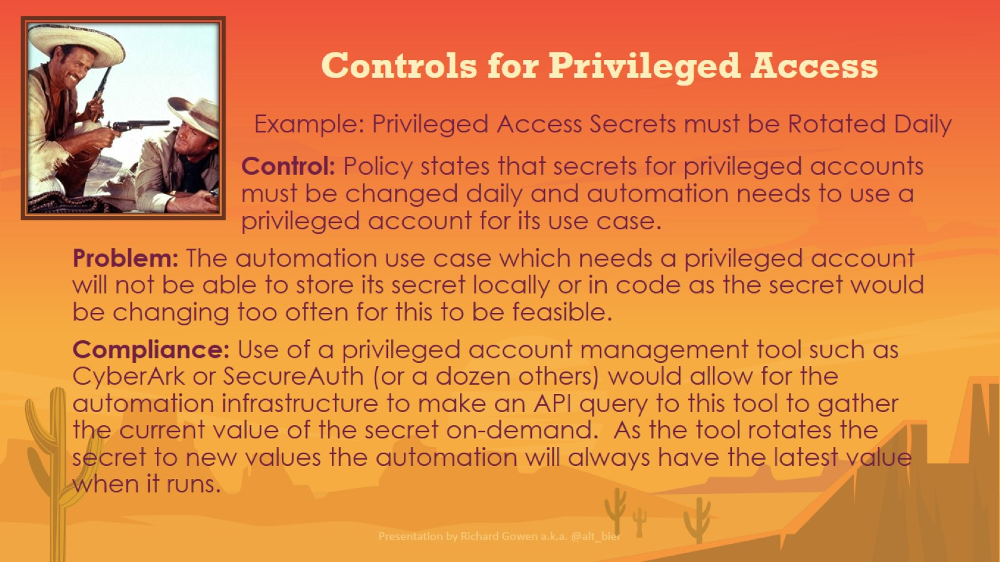 Controls for Privileged Access
Example: Privileged Access Secrets must be Rotated Daily
Control: Policy states that secrets for privileged accounts
must be changed daily and automation needs to use a
privileged account for its use case.
Problem: The automation use case which needs a privileged account
will not be able to store its secret locally or in code as the secret would
be changing too often for this to be feasible.
Compliance: Use of a privileged account management tool such as
CyberArk or SecureAuth (or a dozen others) would allow for the
automation infrastructure to make an API query to this tool to gather
the current value of the secret on-demand.  As the tool rotates the
secret to new values the automation will always have the latest value
when it runs.
Presentation by Richard Gowen a.k.a. @alt_bier